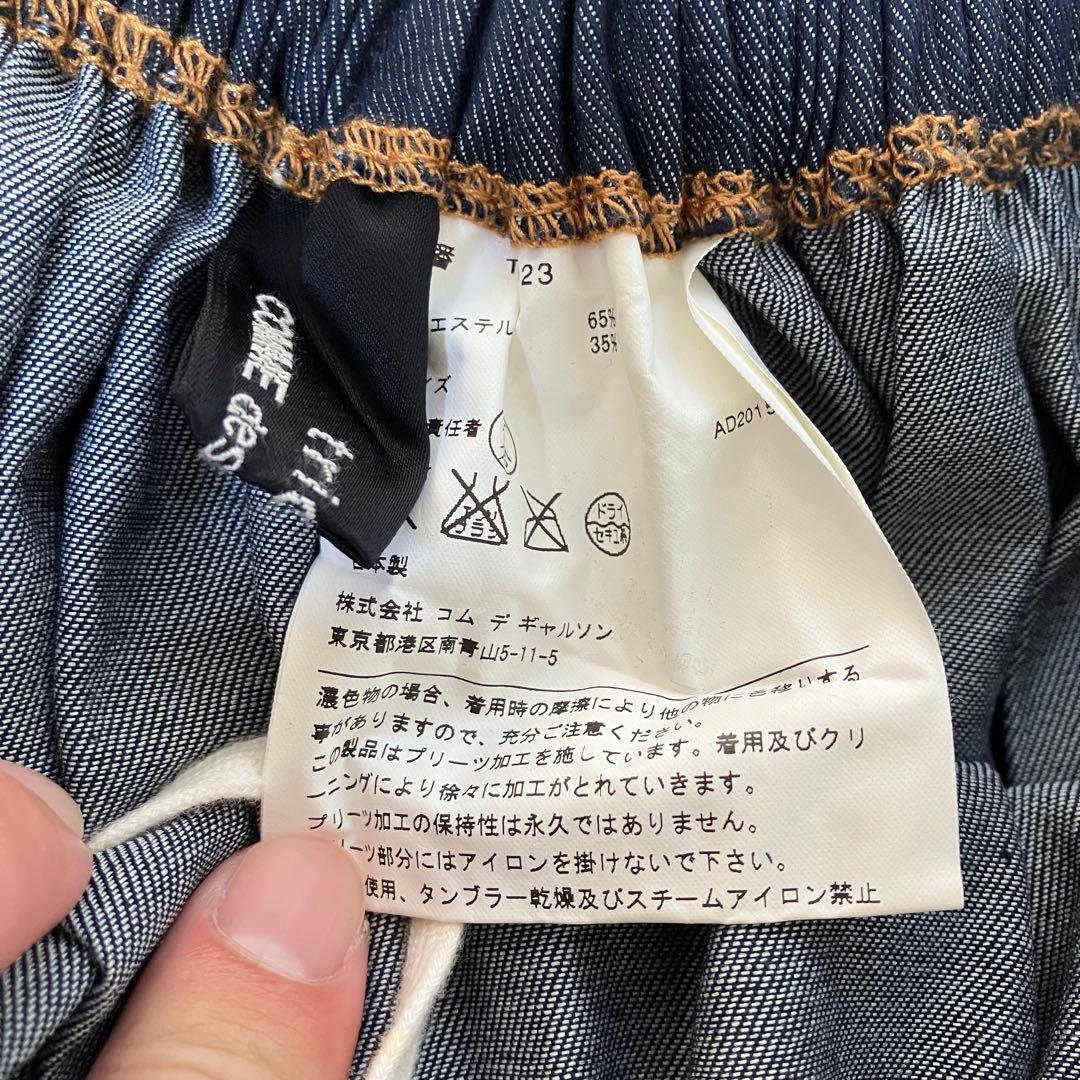 COMME des
番 T23
エステル 65%
35%
イズ
責任者
AD2015
ドライ
セキユ系
日本製
株式会社 コム デ ギャルソン
東京都港区南青山5-11-5
濃色物の場合、着用時の摩擦により他の物に色移りする
事がありますので、充分ご注意ください。
この製品はプリーツ加工を施しています。着用及びクリ
ーニングにより徐々に加工がとれていきます。
プリーツ加工の保持性は永久ではありません。
リーツ部分にはアイロンを掛けないで下さい。
使用、タンブラー乾燥及びスチームアイロン禁止